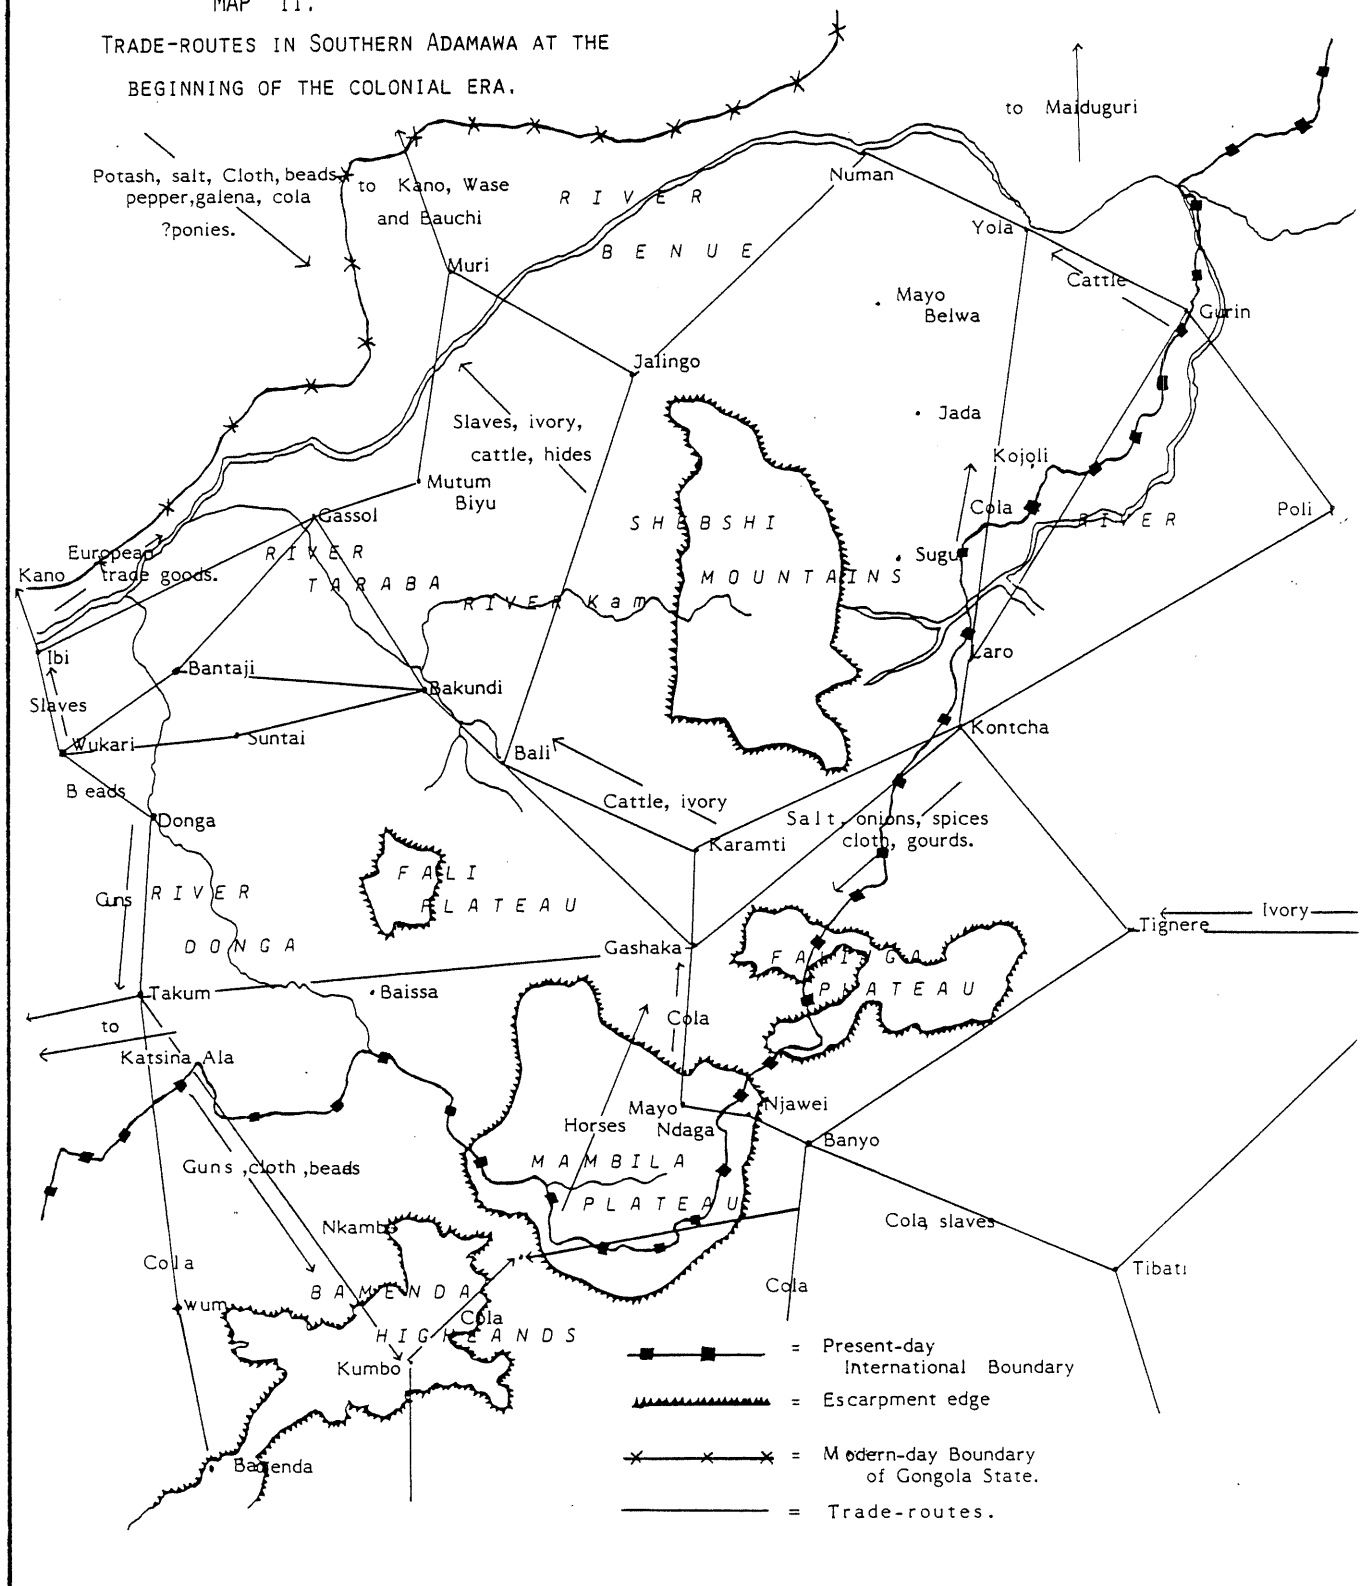 MAP II.
TRADE-ROUTES IN SOUTHERN ADAMAWA AT THE
BEGINNING OF THE COLONIAL ERA.
to Maiduguri
Potash, salt, Cloth, beads
pepper, galena, cola
?ponies.
to Kano, Wase
and Bauchi
RIVER
BENUE
Numan
Yola
Muri
Cattle
Mayo
Belwa
Gurin
Jalingo
Jada
Slaves, ivory,
cattle, hides
Kojoli
Mutum
Biyu
Cola
Poli
Gassol
SHEBSHI
MOUNTAINS
RIVER
European
trade goods.
Kano
RIVER
TARABA
RIVER Kam
Sugu
Laro
Ibi
Bantaji
Bakundi
Slaves
Wukari
Suntai
Bali
Kontcha
Beads
Donga
Cattle, ivory
Karamti
Salt, onions, spices
cloth, gourds.
FALI
PLATEAU
Guns
RIVER
DONGA
Gashaka
FALINGA
PLATEAU
Tignere
Ivory
Takum
Baissa
to
Katsina Ala
Cola
Mayo
Ndaga
Njawei
Horses
Banyo
MAMBILA
PLATEAU
Guns, cloth, beads
Nkambe
Cola, slaves
Cola
Tibati
Cola
BAMENDA
HIGHLANDS
Wum
Cola
Kumbo
Bamenda
= Present-day
International Boundary
= Escarpment edge
= Modern-day Boundary
of Gongola State.
= Trade-routes.